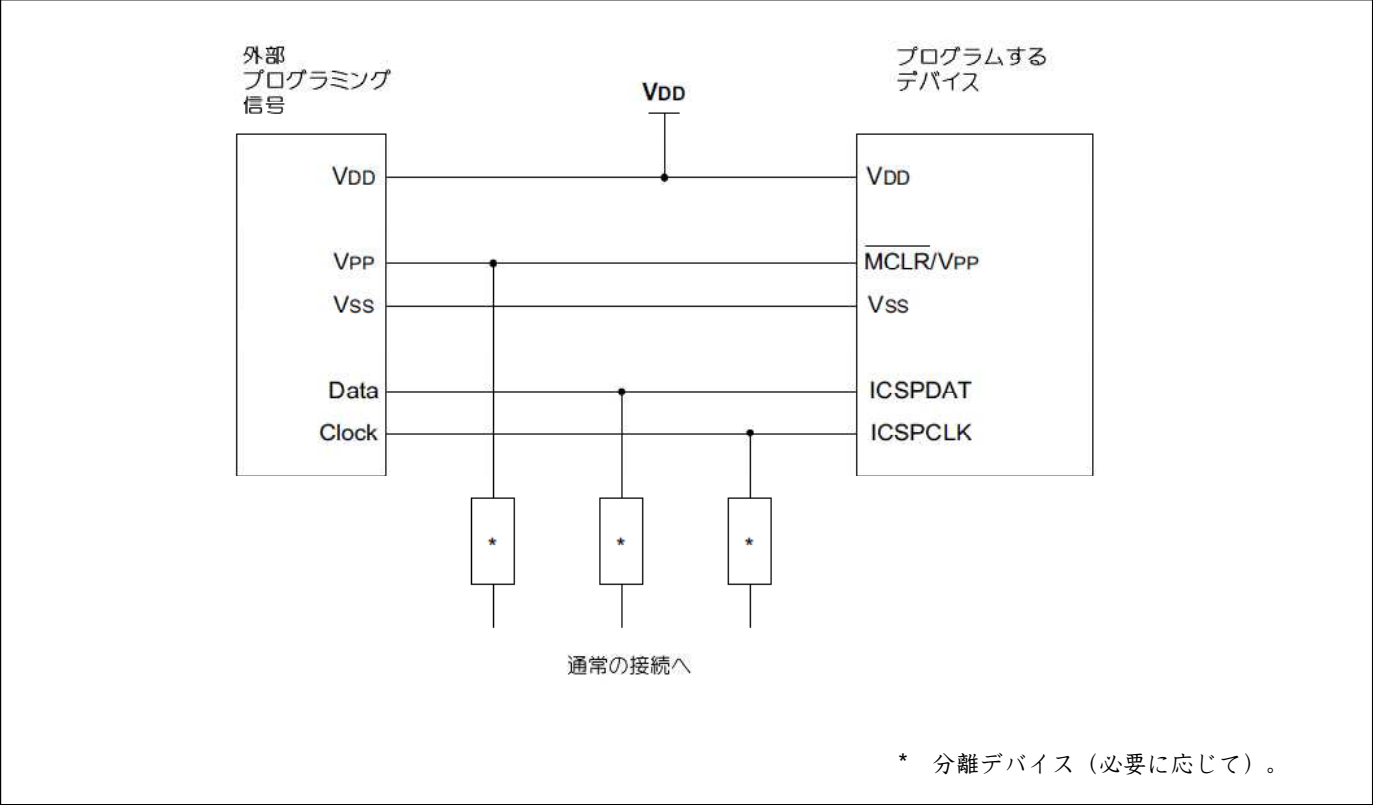 外部
プログラミング
信号
VDD
プログラムする
デバイス
VDD
VDD
VPP
MCLR/VPP
VSS
VSS
Data
ICSPDAT
Clock
ICSPCLK
*
*
*
通常の接続へ
* 分離デバイス（必要に応じて）。